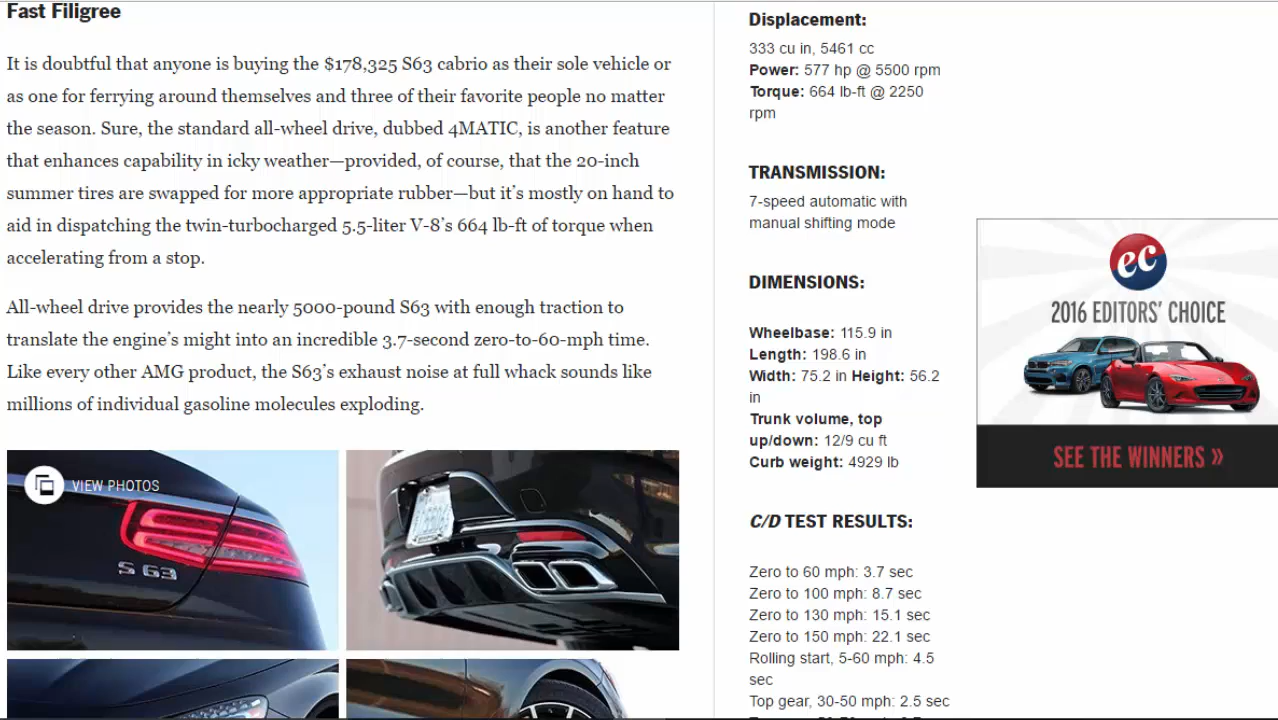 Fast Filigree
It is doubtful that anyone is buying the $178,325 S63 cabrio as their sole vehicle or
as one for ferrying around themselves and three of their favorite people no matter
the season. Sure, the standard all-wheel drive, dubbed 4MATIC, is another feature
that enhances capability in icky weather—provided, of course, that the 20-inch
summer tires are swapped for more appropriate rubber—but it’s mostly on hand to
aid in dispatching the twin-turbocharged 5.5-liter V-8’s 664 lb-ft of torque when
accelerating from a stop.
All-wheel drive provides the nearly 5000-pound S63 with enough traction to
translate the engine’s might into an incredible 3.7-second zero-to-60-mph time.
Like every other AMG product, the S63’s exhaust noise at full whack sounds like
millions of individual gasoline molecules exploding.
VIEW PHOTOS
S 63
Displacement:
333 cu in, 5461 cc
Power: 577 hp @ 5500 rpm
Torque: 664 lb-ft @ 2250
rpm
TRANSMISSION:
7-speed automatic with
manual shifting mode
DIMENSIONS:
Wheelbase: 115.9 in
Length: 198.6 in
Width: 75.2 in Height: 56.2
in
Trunk volume, top
up/down: 12/9 cu ft
Curb weight: 4929 lb
C/D TEST RESULTS:
Zero to 60 mph: 3.7 sec
Zero to 100 mph: 8.7 sec
Zero to 130 mph: 15.1 sec
Zero to 150 mph: 22.1 sec
Rolling start, 5-60 mph: 4.5
sec
Top gear, 30-50 mph: 2.5 sec
ec
2016 EDITORS’ CHOICE
SEE THE WINNERS »